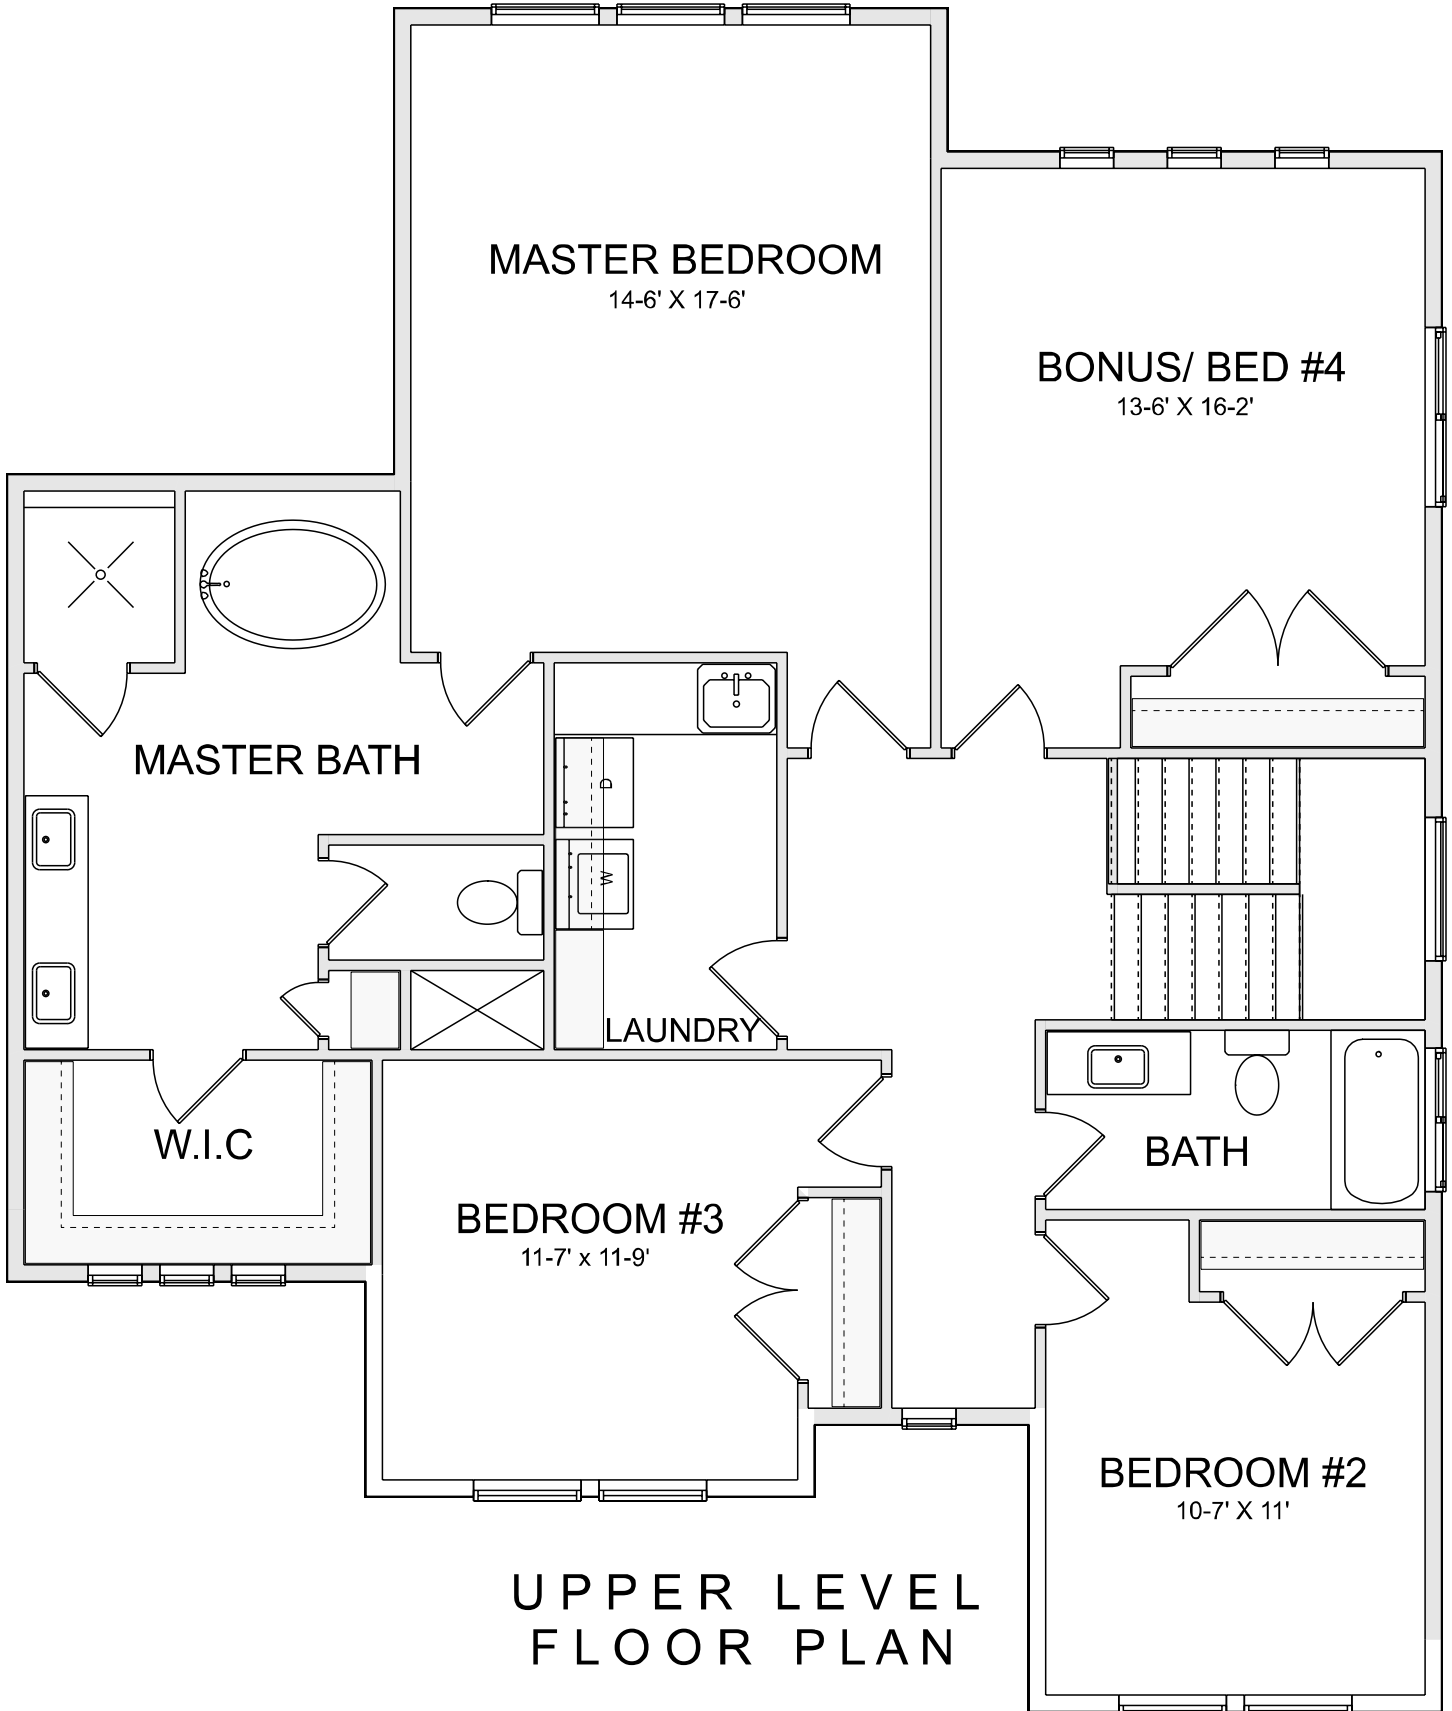 MASTER BEDROOM
14-6' X 17-6'
BONUS/ BED #4
13-6' X 16-2'
MASTER BATH
D
W
LAUNDRY
W.I.C
BATH
BEDROOM #3
11-7' x 11-9'
BEDROOM #2
10-7' X 11'
UPPER LEVEL
FLOOR PLAN